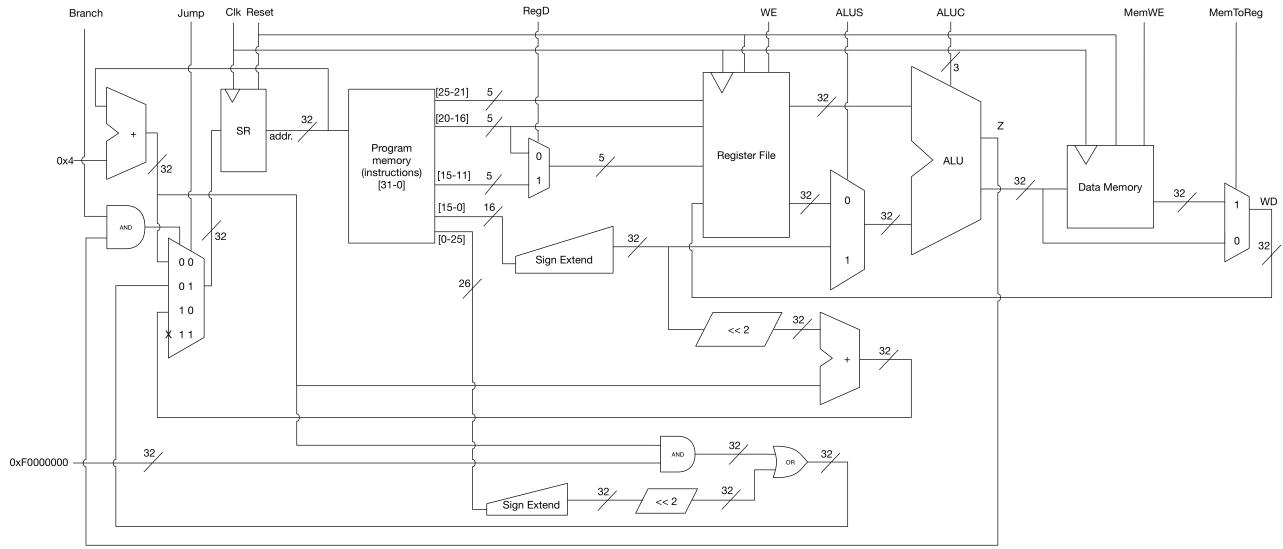 Branch
Jump
Clk Reset
RegD
WE
ALUS
ALUC
MemWE
MemToReg
3
+
0x4
32
SR
addr.
32
Program
memory
(instructions)
[31-0]
[25-21]
5
[20-16]
5
[15-11]
5
[15-0]
16
[0-25]
26
0
1
5
Register File
32
32
0
1
32
ALU
Z
32
Data Memory
32
1
0
WD
32
AND
32
0 0
0 1
1 0
X 1 1
Sign Extend
32
<< 2
32
+
32
0xF0000000
32
AND
32
OR
32
Sign Extend
32
<< 2
32